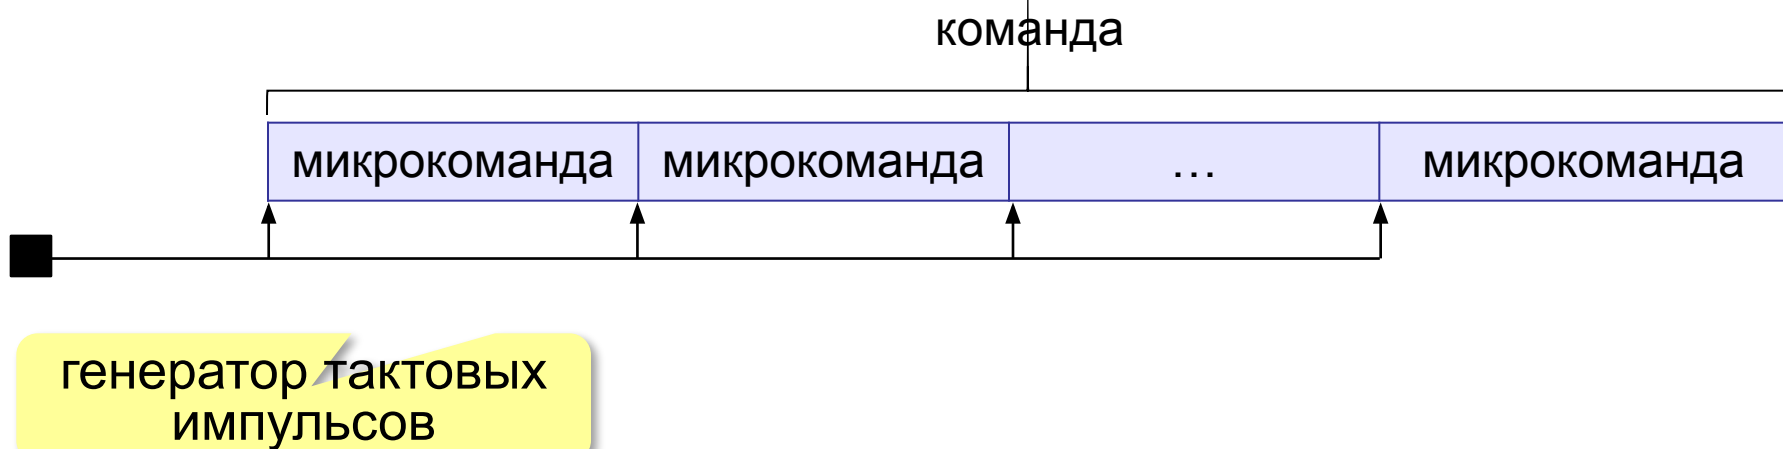 команда
микрокоманда микрокоманда … микрокоманда
генератор тактовых
импульсов